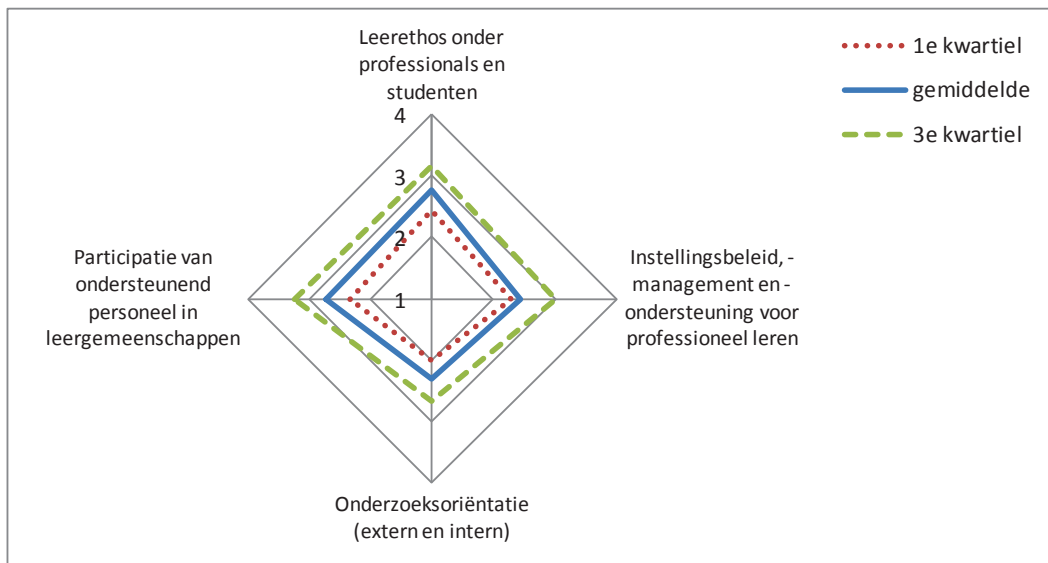 Leerethos onder
professionals en
studenten
1e kwartiel
gemiddelde
3e kwartiel
4
3
2
1
Participatie van
ondersteunend
personeel in
leergemeenschappen
Instellingsbeleid, -
management en -
ondersteuning voor
professioneel leren
Onderzoeksoriëntatie
(extern en intern)